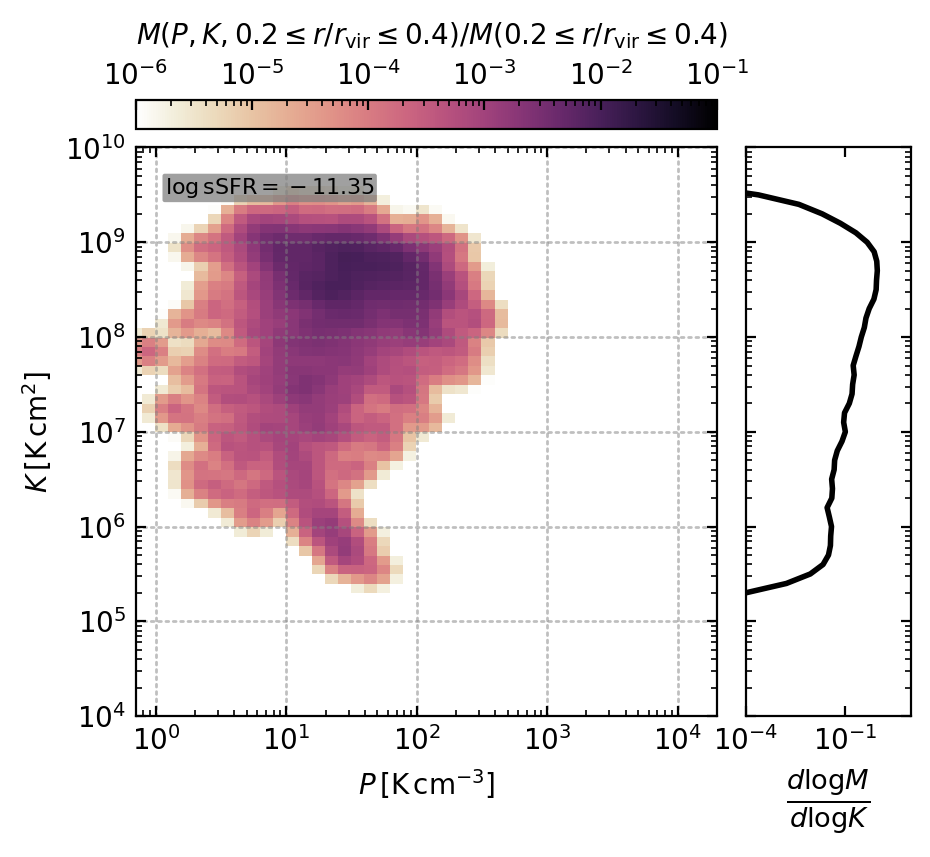 M(P, K, 0.2 ≤ r/r_vir ≤ 0.4)/M(0.2 ≤ r/r_vir ≤ 0.4)
10^−6 10^−5 10^−4 10^−3 10^−2 10^−1
log sSFR = −11.35
10^10
10^9
10^8
10^7
10^6
10^5
10^4
K [K cm^2]
10^0 10^1 10^2 10^3 10^4
P [K cm^−3]
10^−4 10^−1
dlogM
dlogK